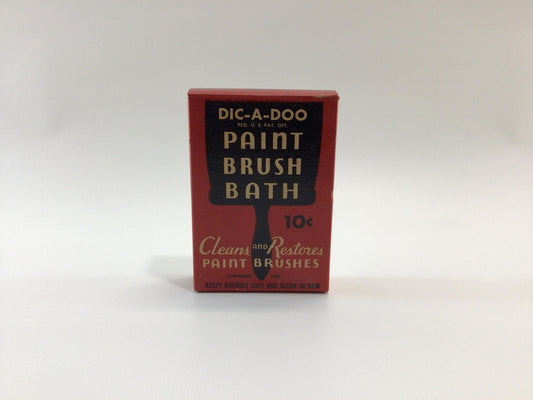 DIC-A-DOO
REG. U. S. PAT. OFF.
PAINT
BRUSH
BATH
10¢
Cleans AND Restores
PAINT BRUSHES
COPYRIGHT
KEEPS BRUSHES SOFT AND CLEAN AS NEW